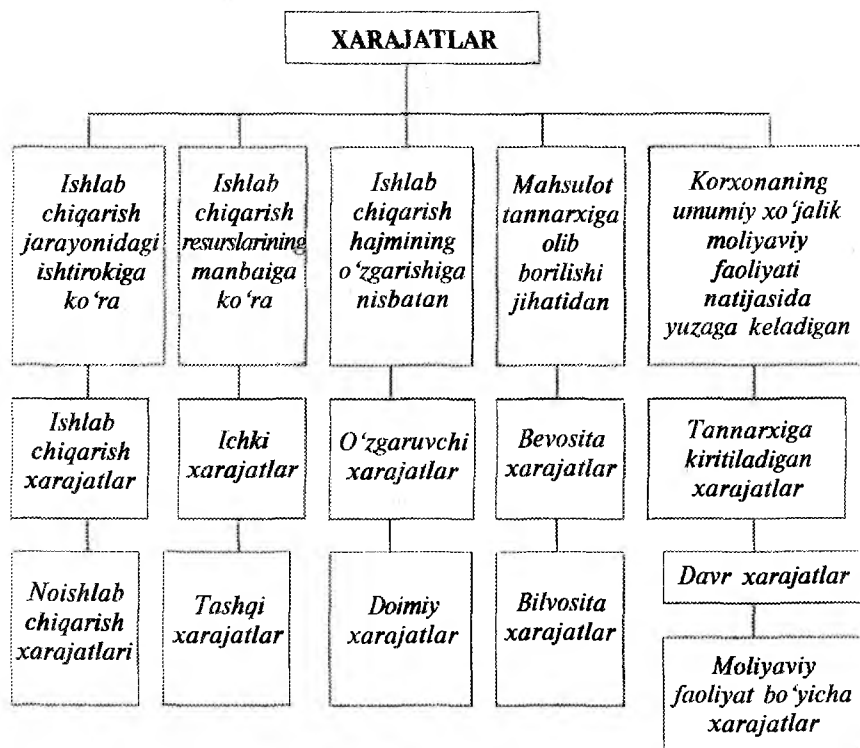 XARAJATLAR
Ishlab
chiqarish
jarayonidagi
ishtirokiga
ko‘ra
Ishlab
chiqarish
resurslarining
manbaiga
ko‘ra
Ishlab
chiqarish
hajmining
o‘zgarishiga
nisbatan
Mahsulot
tannarxiga
olib
borilishi
jihatidan
Korxonaning
umumiy xo‘jalik
moliyaviy
faoliyati
natijasida
yuzaga keladigan
Ishlab
chiqarish
xarajatlar
Ichki
xarajatlar
O‘zgaruvchi
xarajatlar
Bevosita
xarajatlar
Tannarxiga
kiritiladigan
xarajatlar
Noishlab
chiqarish
xarajatlari
Tashqi
xarajatlar
Doimiy
xarajatlar
Bilvosita
xarajatlar
Davr xarajatlar
Moliyaviy
faoliyat bo‘yicha
xarajatlar